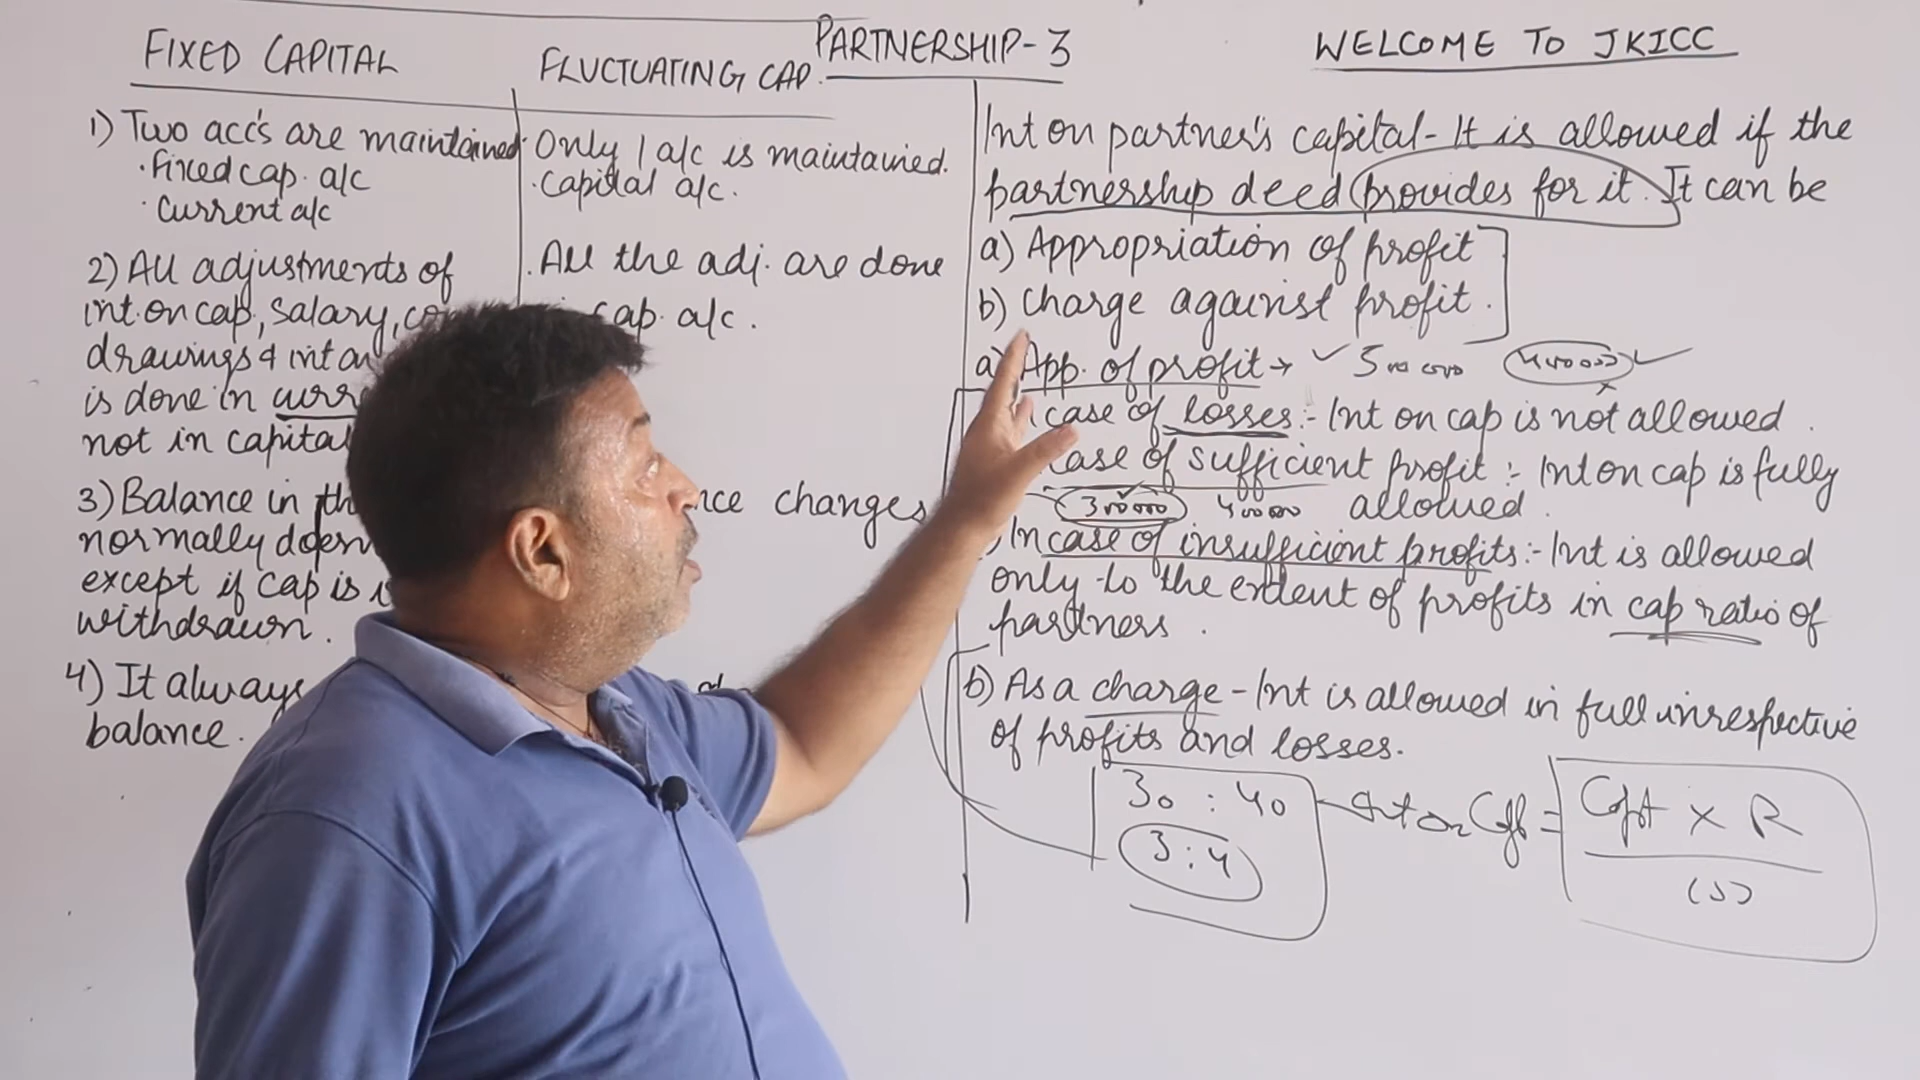 PARTNERSHIP-3
WELCOME TO JKICC
FIXED CAPITAL
1) Two acc's are maintained.
· Fixed cap. a/c
· Current a/c
2) All adjustments of
int. on cap, salary,
drawings & int on
is done in
not in capital
3) Balance in
normally
except if cap is
withdrawn.
4) It always
balance.
FLUCTUATING CAP.
Only 1 a/c is maintained.
· capital a/c.
. All the adj. are done
cap. a/c.
changes
Int on partner's capital - It is allowed if the
partnership deed provides for it. It can be
a) Appropriation of profit
b) Charge against profit.
a) App. of profit →
case of losses:- Int on cap is not allowed.
case of sufficient profit:- Int on cap is fully
allowed.
In case of insufficient profits:- Int is allowed
only to the extent of profits in cap ratio of
partners.
b) As a charge - Int is allowed in full unrespective
of profits and losses.
30 : 40
3:4
Int on
x R